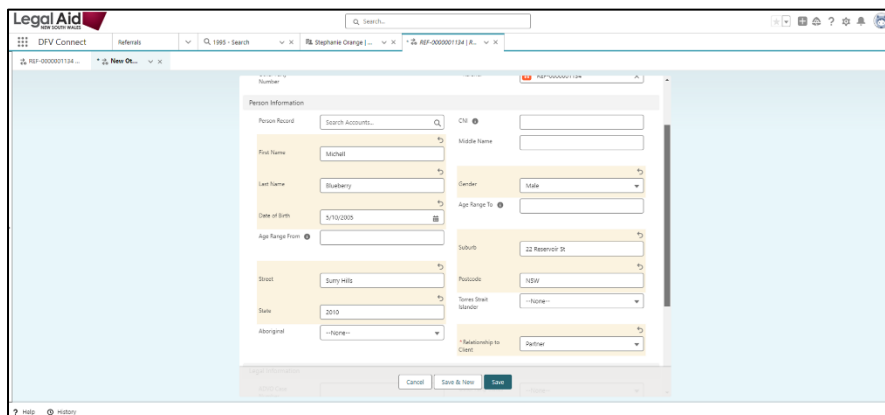 Legal Aid
NEW SOUTH WALES
Search...
DFV Connect
Referrals
1995 - Search
Stephanie Orange | ...
* REF-0000001134 | R...
REF-0000001134 ...
* New Ot...
Number
REF-0000001134
Person Information
Person Record
Search Accounts...
CNI
Middle Name
First Name
Michell
Last Name
Blueberry
Gender
Male
Date of Birth
5/10/2005
Age Range To
Age Range From
Suburb
22 Reservoir St
Street
Surry Hills
Postcode
NSW
State
2010
Torres Strait Islander
--None--
Aboriginal
--None--
* Relationship to Client
Partner
Legal Information
Cancel
Save & New
Save
--None--
Help
History